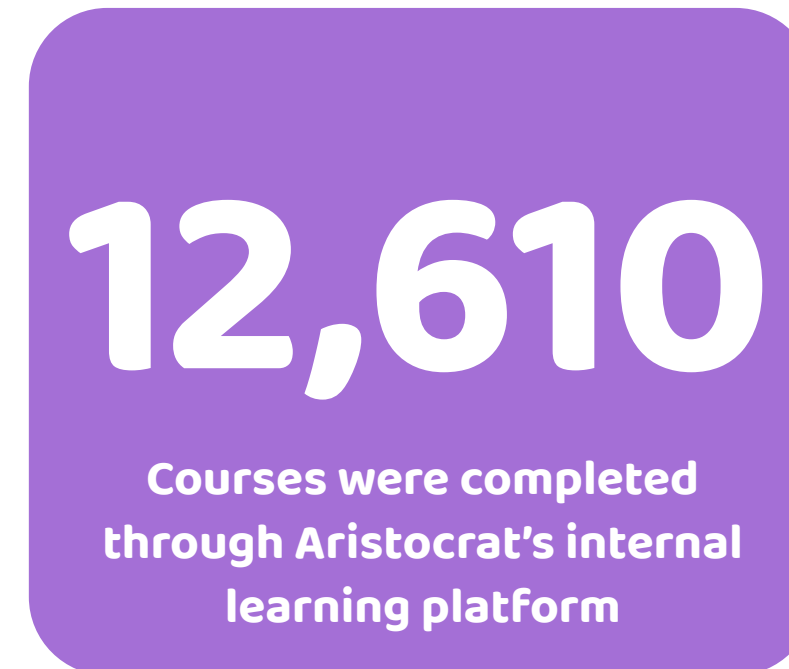 12,610
Courses were completed
through Aristocrat’s internal
learning platform